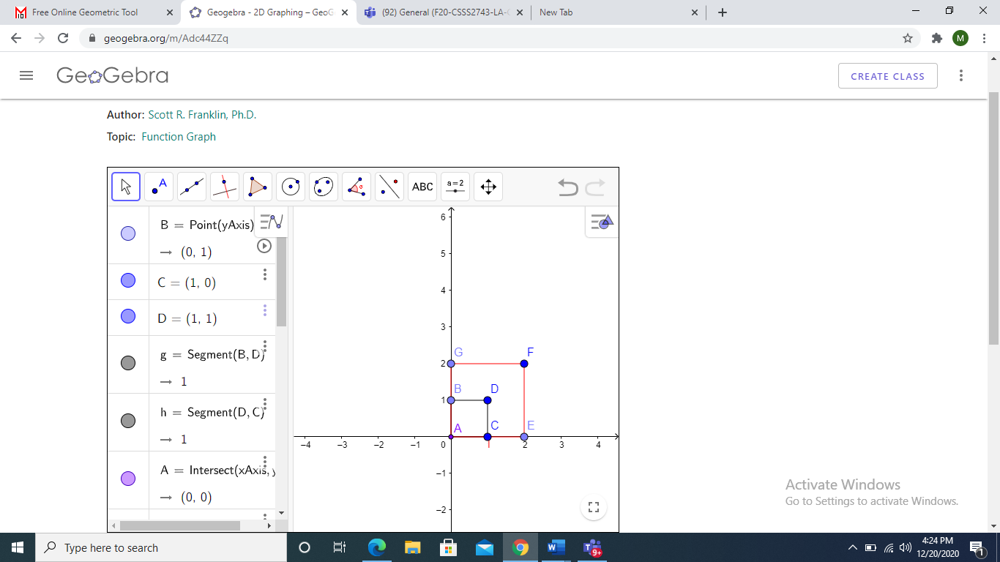 Free Online Geometric Tool
Geogebra - 2D Graphing – GeoG
(92) General (F20-CSSS2743-LA-
New Tab
geogebra.org/m/Adc44ZZq
M
GeoGebra
CREATE CLASS
Author: Scott R. Franklin, Ph.D.
Topic: Function Graph
A
ABC
a=2
B = Point(yAxis)
→ (0, 1)
C = (1, 0)
D = (1, 1)
g = Segment(B, D)
→ 1
h = Segment(D, C)
→ 1
A = Intersect(xAxis, y
→ (0, 0)
6
5
4
3
G F
2
B D
1
A C E
–4 –3 –2 –1 0 2 3 4
–1
–2
Activate Windows
Go to Settings to activate Windows.
Type here to search
9+
4:24 PM
12/20/2020
1